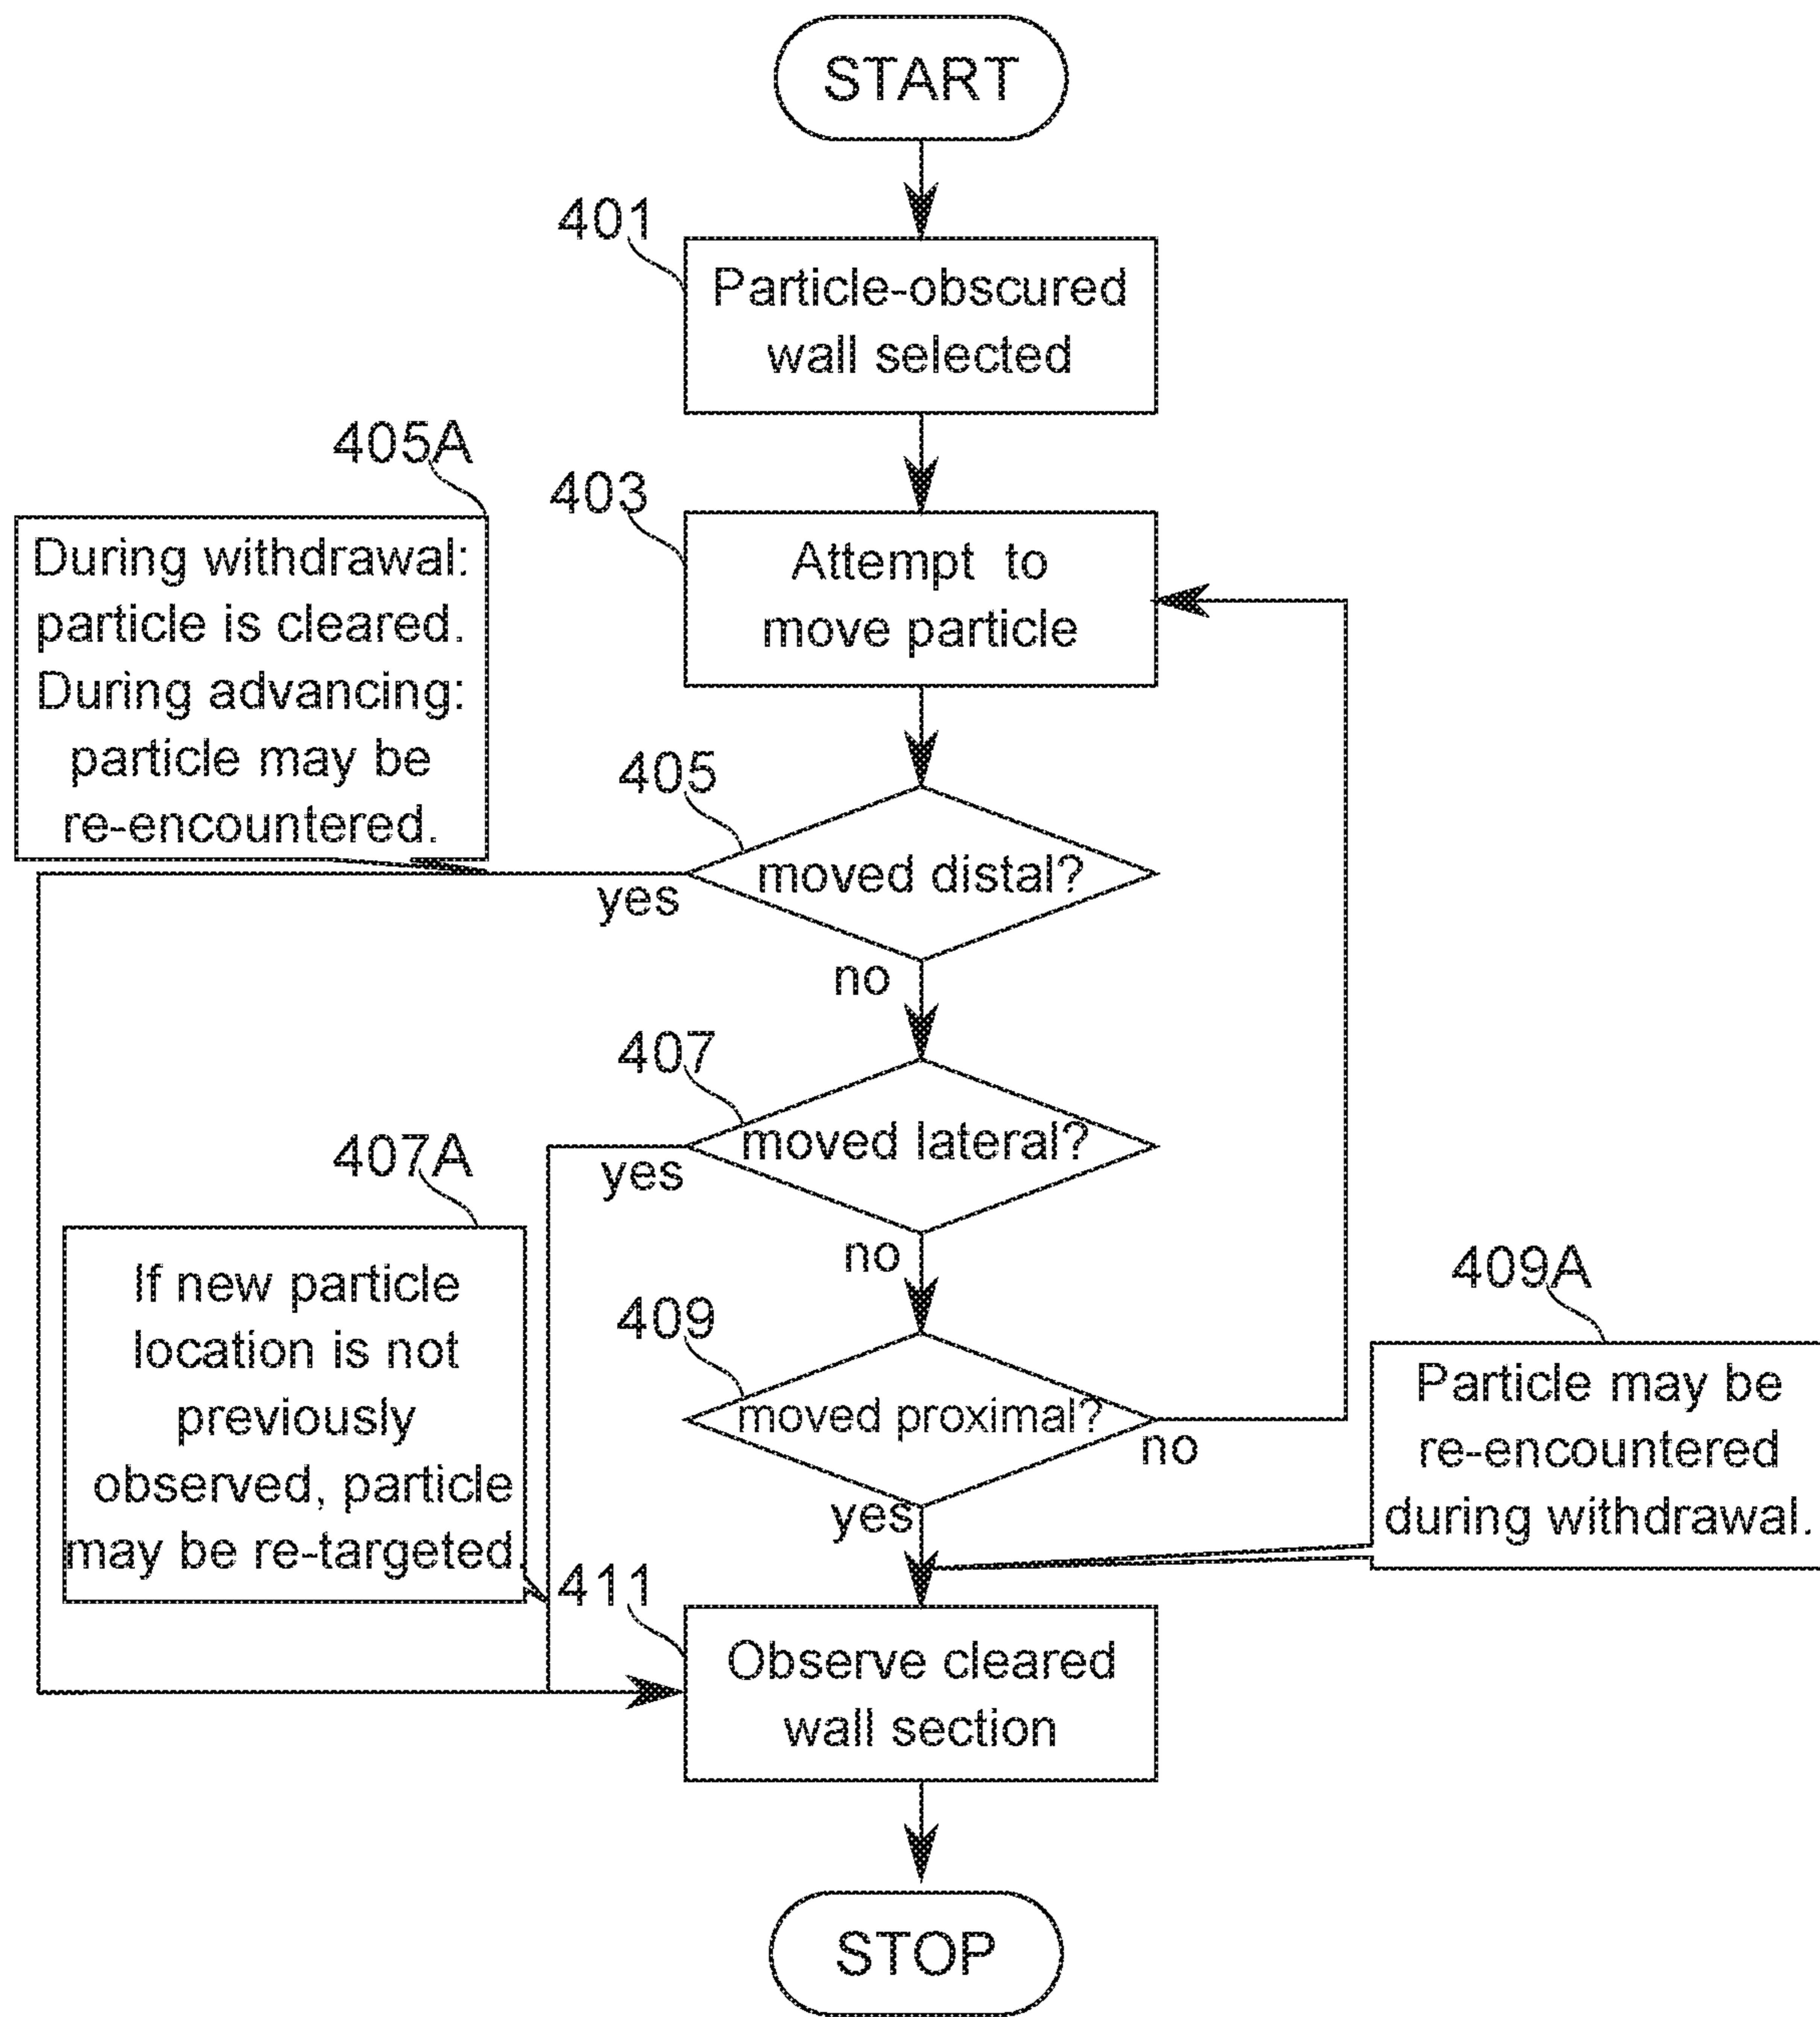 START
401
Particle-obscured
wall selected
405A
During withdrawal:
particle is cleared.
During advancing:
particle may be
re-encountered.
403
Attempt to
move particle
405
moved distal?
yes
no
407
moved lateral?
yes
no
407A
If new particle
location is not
previously
observed, particle
may be re-targeted.
409
moved proximal?
no
yes
409A
Particle may be
re-encountered
during withdrawal.
411
Observe cleared
wall section
STOP